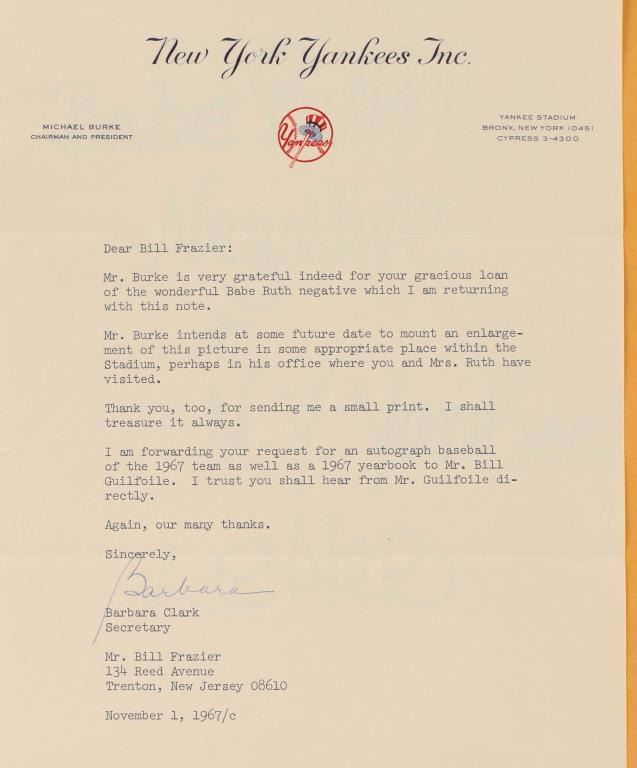 New York Yankees Inc.
MICHAEL BURKE
CHAIRMAN AND PRESIDENT
Yankees
YANKEE STADIUM
BRONX, NEW YORK 10451
CYPRESS 3-4300
Dear Bill Frazier:
Mr. Burke is very grateful indeed for your gracious loan
of the wonderful Babe Ruth negative which I am returning
with this note.
Mr. Burke intends at some future date to mount an enlarge-
ment of this picture in some appropriate place within the
Stadium, perhaps in his office where you and Mrs. Ruth have
visited.
Thank you, too, for sending me a small print. I shall
treasure it always.
I am forwarding your request for an autograph baseball
of the 1967 team as well as a 1967 yearbook to Mr. Bill
Guilfoile. I trust you shall hear from Mr. Guilfoile di-
rectly.
Again, our many thanks.
Sincerely,
Barbara
Barbara Clark
Secretary
Mr. Bill Frazier
134 Reed Avenue
Trenton, New Jersey 08610
November 1, 1967/c